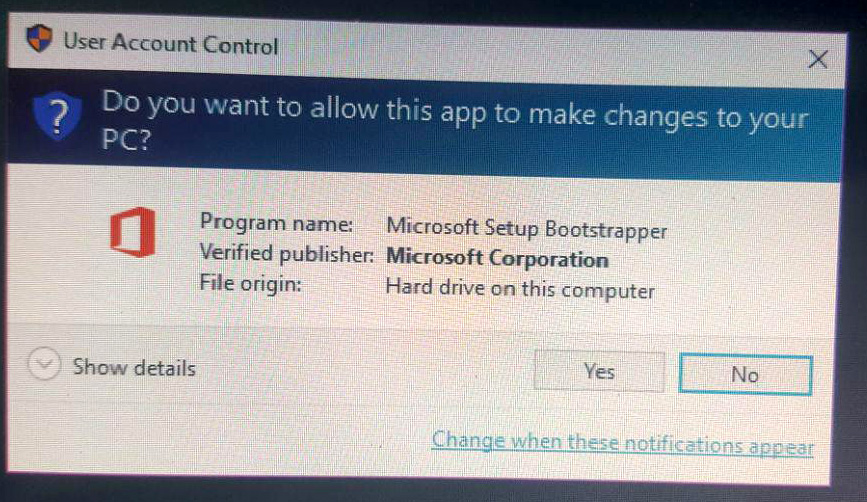 User Account Control
Do you want to allow this app to make changes to your
PC?
Program name: Microsoft Setup Bootstrapper
Verified publisher: Microsoft Corporation
File origin: Hard drive on this computer
Show details
Yes
No
Change when these notifications appear